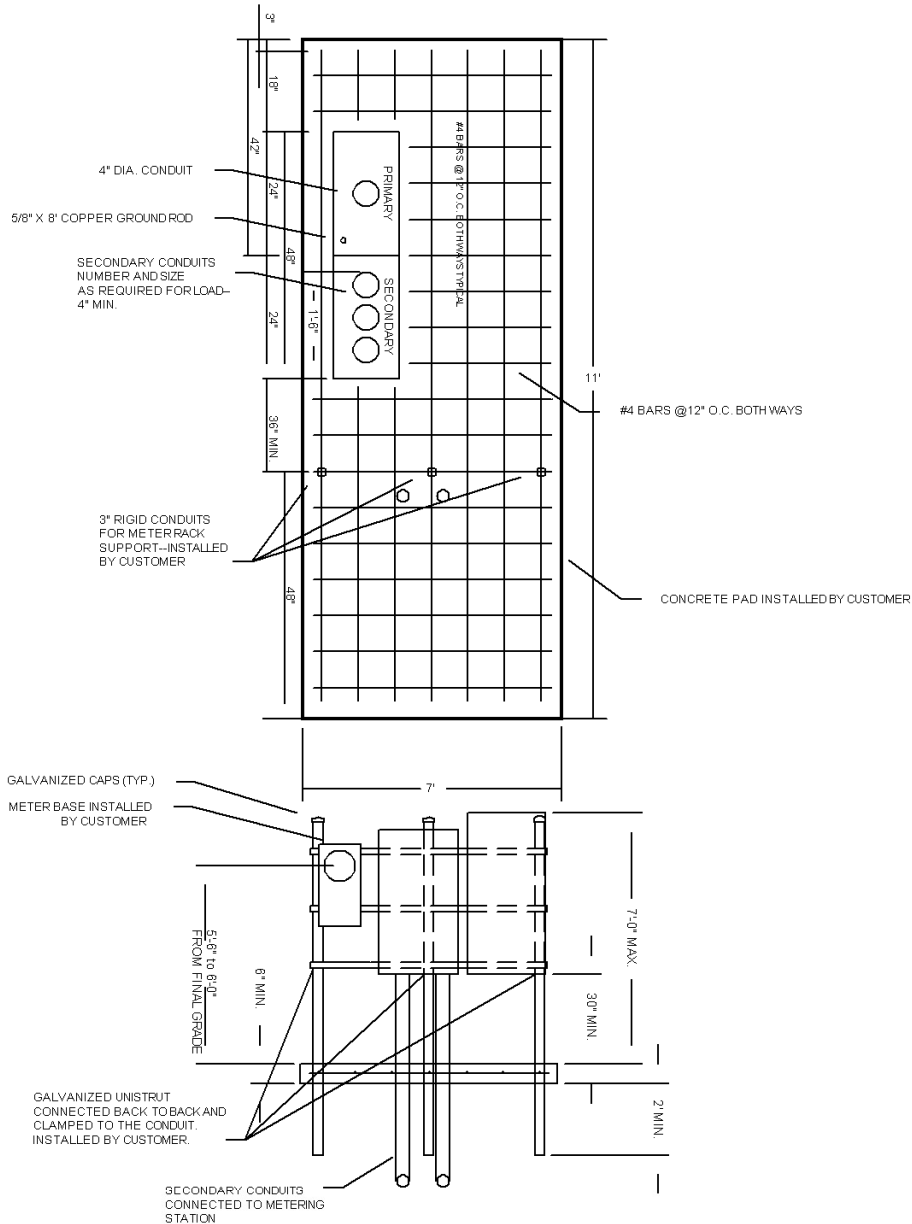 3"
18"
42"
24"
48"
24"
1'-6"
36" MIN.
48"
4" DIA. CONDUIT
5/8" X 8' COPPER GROUND ROD
SECONDARY CONDUITS
NUMBER AND SIZE
AS REQUIRED FOR LOAD--
4" MIN.
PRIMARY
SECONDARY
#4 BARS @ 12" O.C. BOTH WAYS TYPICAL
11'
#4 BARS @12" O.C. BOTH WAYS
3" RIGID CONDUITS
FOR METER RACK
SUPPORT--INSTALLED
BY CUSTOMER
CONCRETE PAD INSTALLED BY CUSTOMER
7'
GALVANIZED CAPS (TYP.)
METER BASE INSTALLED
BY CUSTOMER
5'-6" to 6'-0"
FROM FINAL GRADE
6" MIN.
7'-0" MAX.
30" MIN.
2' MIN.
GALVANIZED UNISTRUT
CONNECTED BACK TO BACK AND
CLAMPED TO THE CONDUIT.
INSTALLED BY CUSTOMER.
SECONDARY CONDUITS
CONNECTED TO METERING
STATION